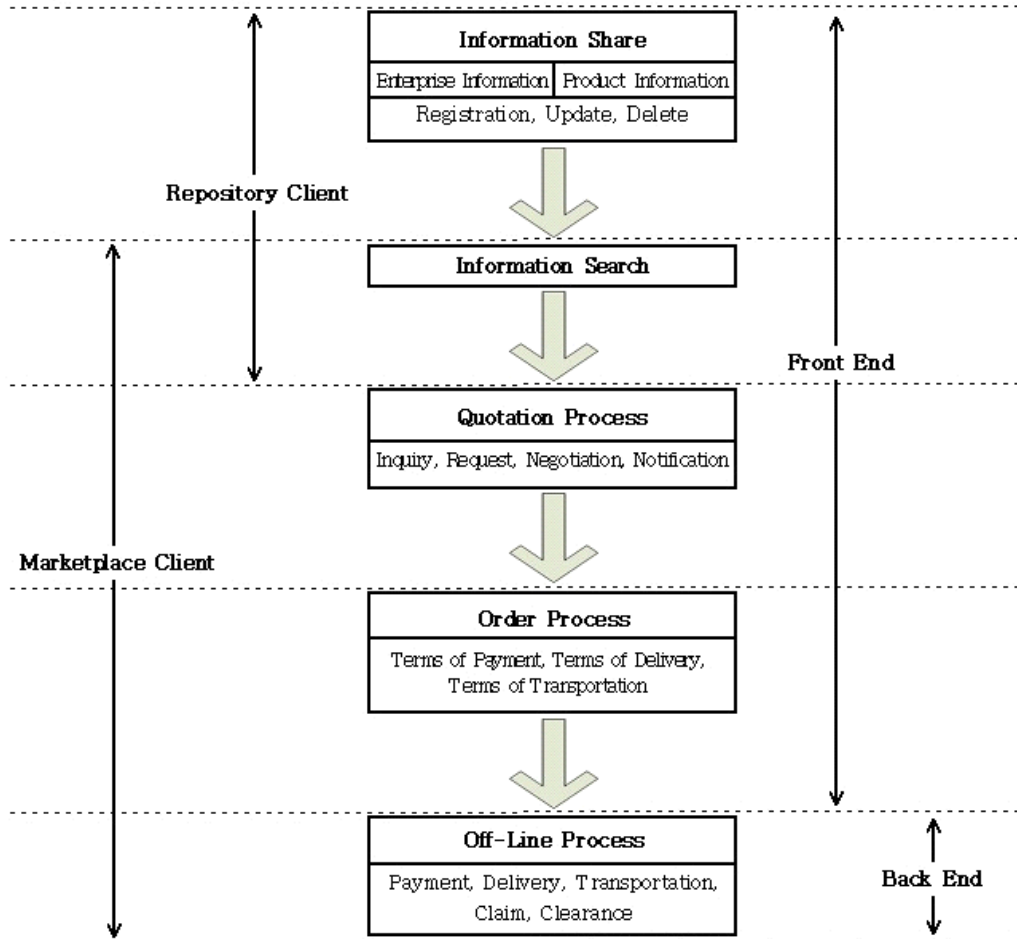 Information Share
Enterprise Information Product Information
Registration, Update, Delete
Repository Client
Information Search
Front End
Quotation Process
Inquiry, Request, Negotiation, Notification
Marketplace Client
Order Process
Terms of Payment, Terms of Delivery,
Terms of Transportation
Off-Line Process
Payment, Delivery, Transportation,
Claim, Clearance
Back End